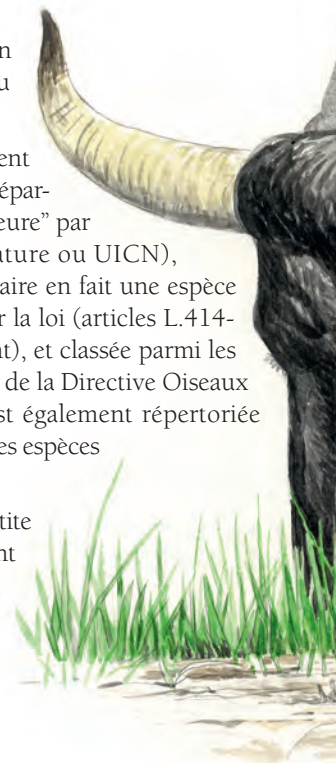 n
u
ent
épar-
eure” par
ature ou UICN),
aire en fait une espèce
r la loi (articles L.414-
nt), et classée parmi les
de la Directive Oiseaux
st également répertoriée
es espèces
tite
nt